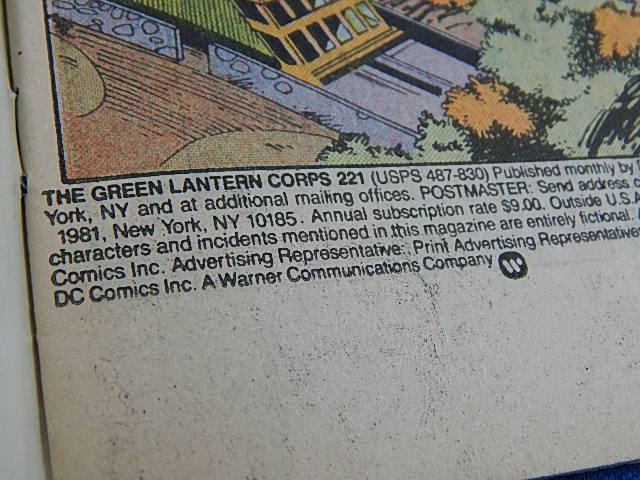 THE GREEN LANTERN CORPS 221 (USPS 487-830) Published monthly by
York, NY and at additional mailing offices. POSTMASTER: Send address
1981, New York, NY 10185. Annual subscription rate $9.00. Outside U.S.A
characters and incidents mentioned in this magazine are entirely fictional.
Comics Inc. Advertising Representative: Print Advertising Representatives
DC Comics Inc. A Warner Communications Company